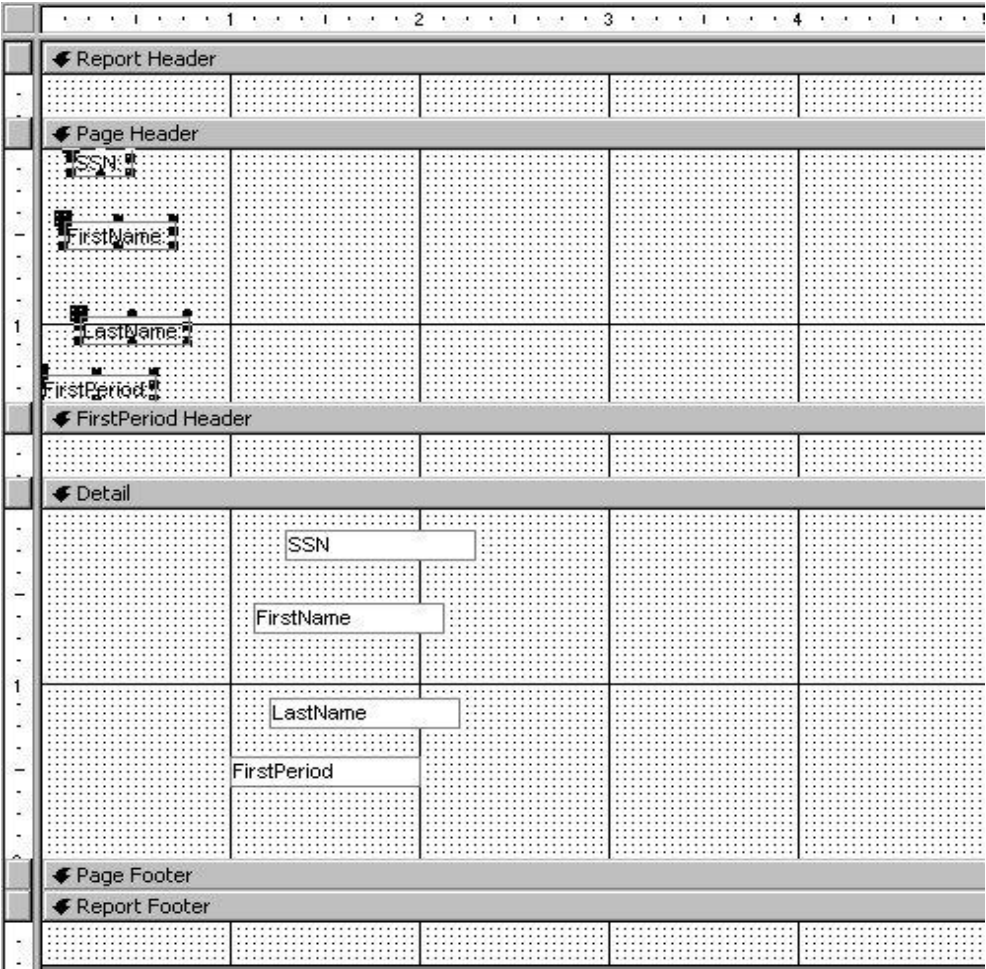 1 2 3 4
Report Header
Page Header
SSN:
FirstName:
1
LastName:
FirstPeriod:
FirstPeriod Header
Detail
SSN
FirstName
1
LastName
FirstPeriod
Page Footer
Report Footer